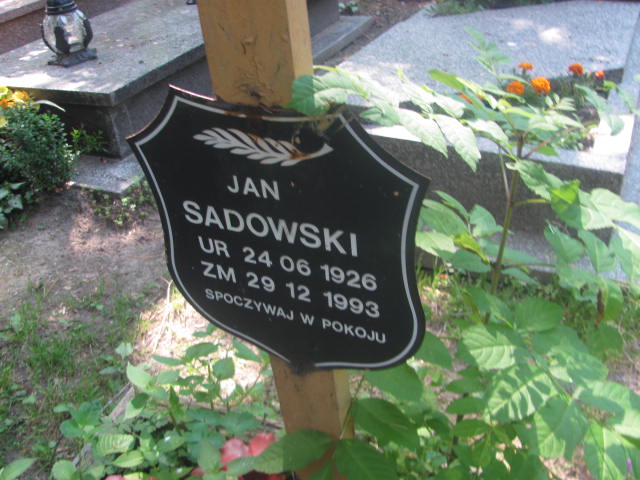 JAN
SADOWSKI
UR 24 06 1926
ZM 29 12 1993
SPOCZYWAJ W POKOJU